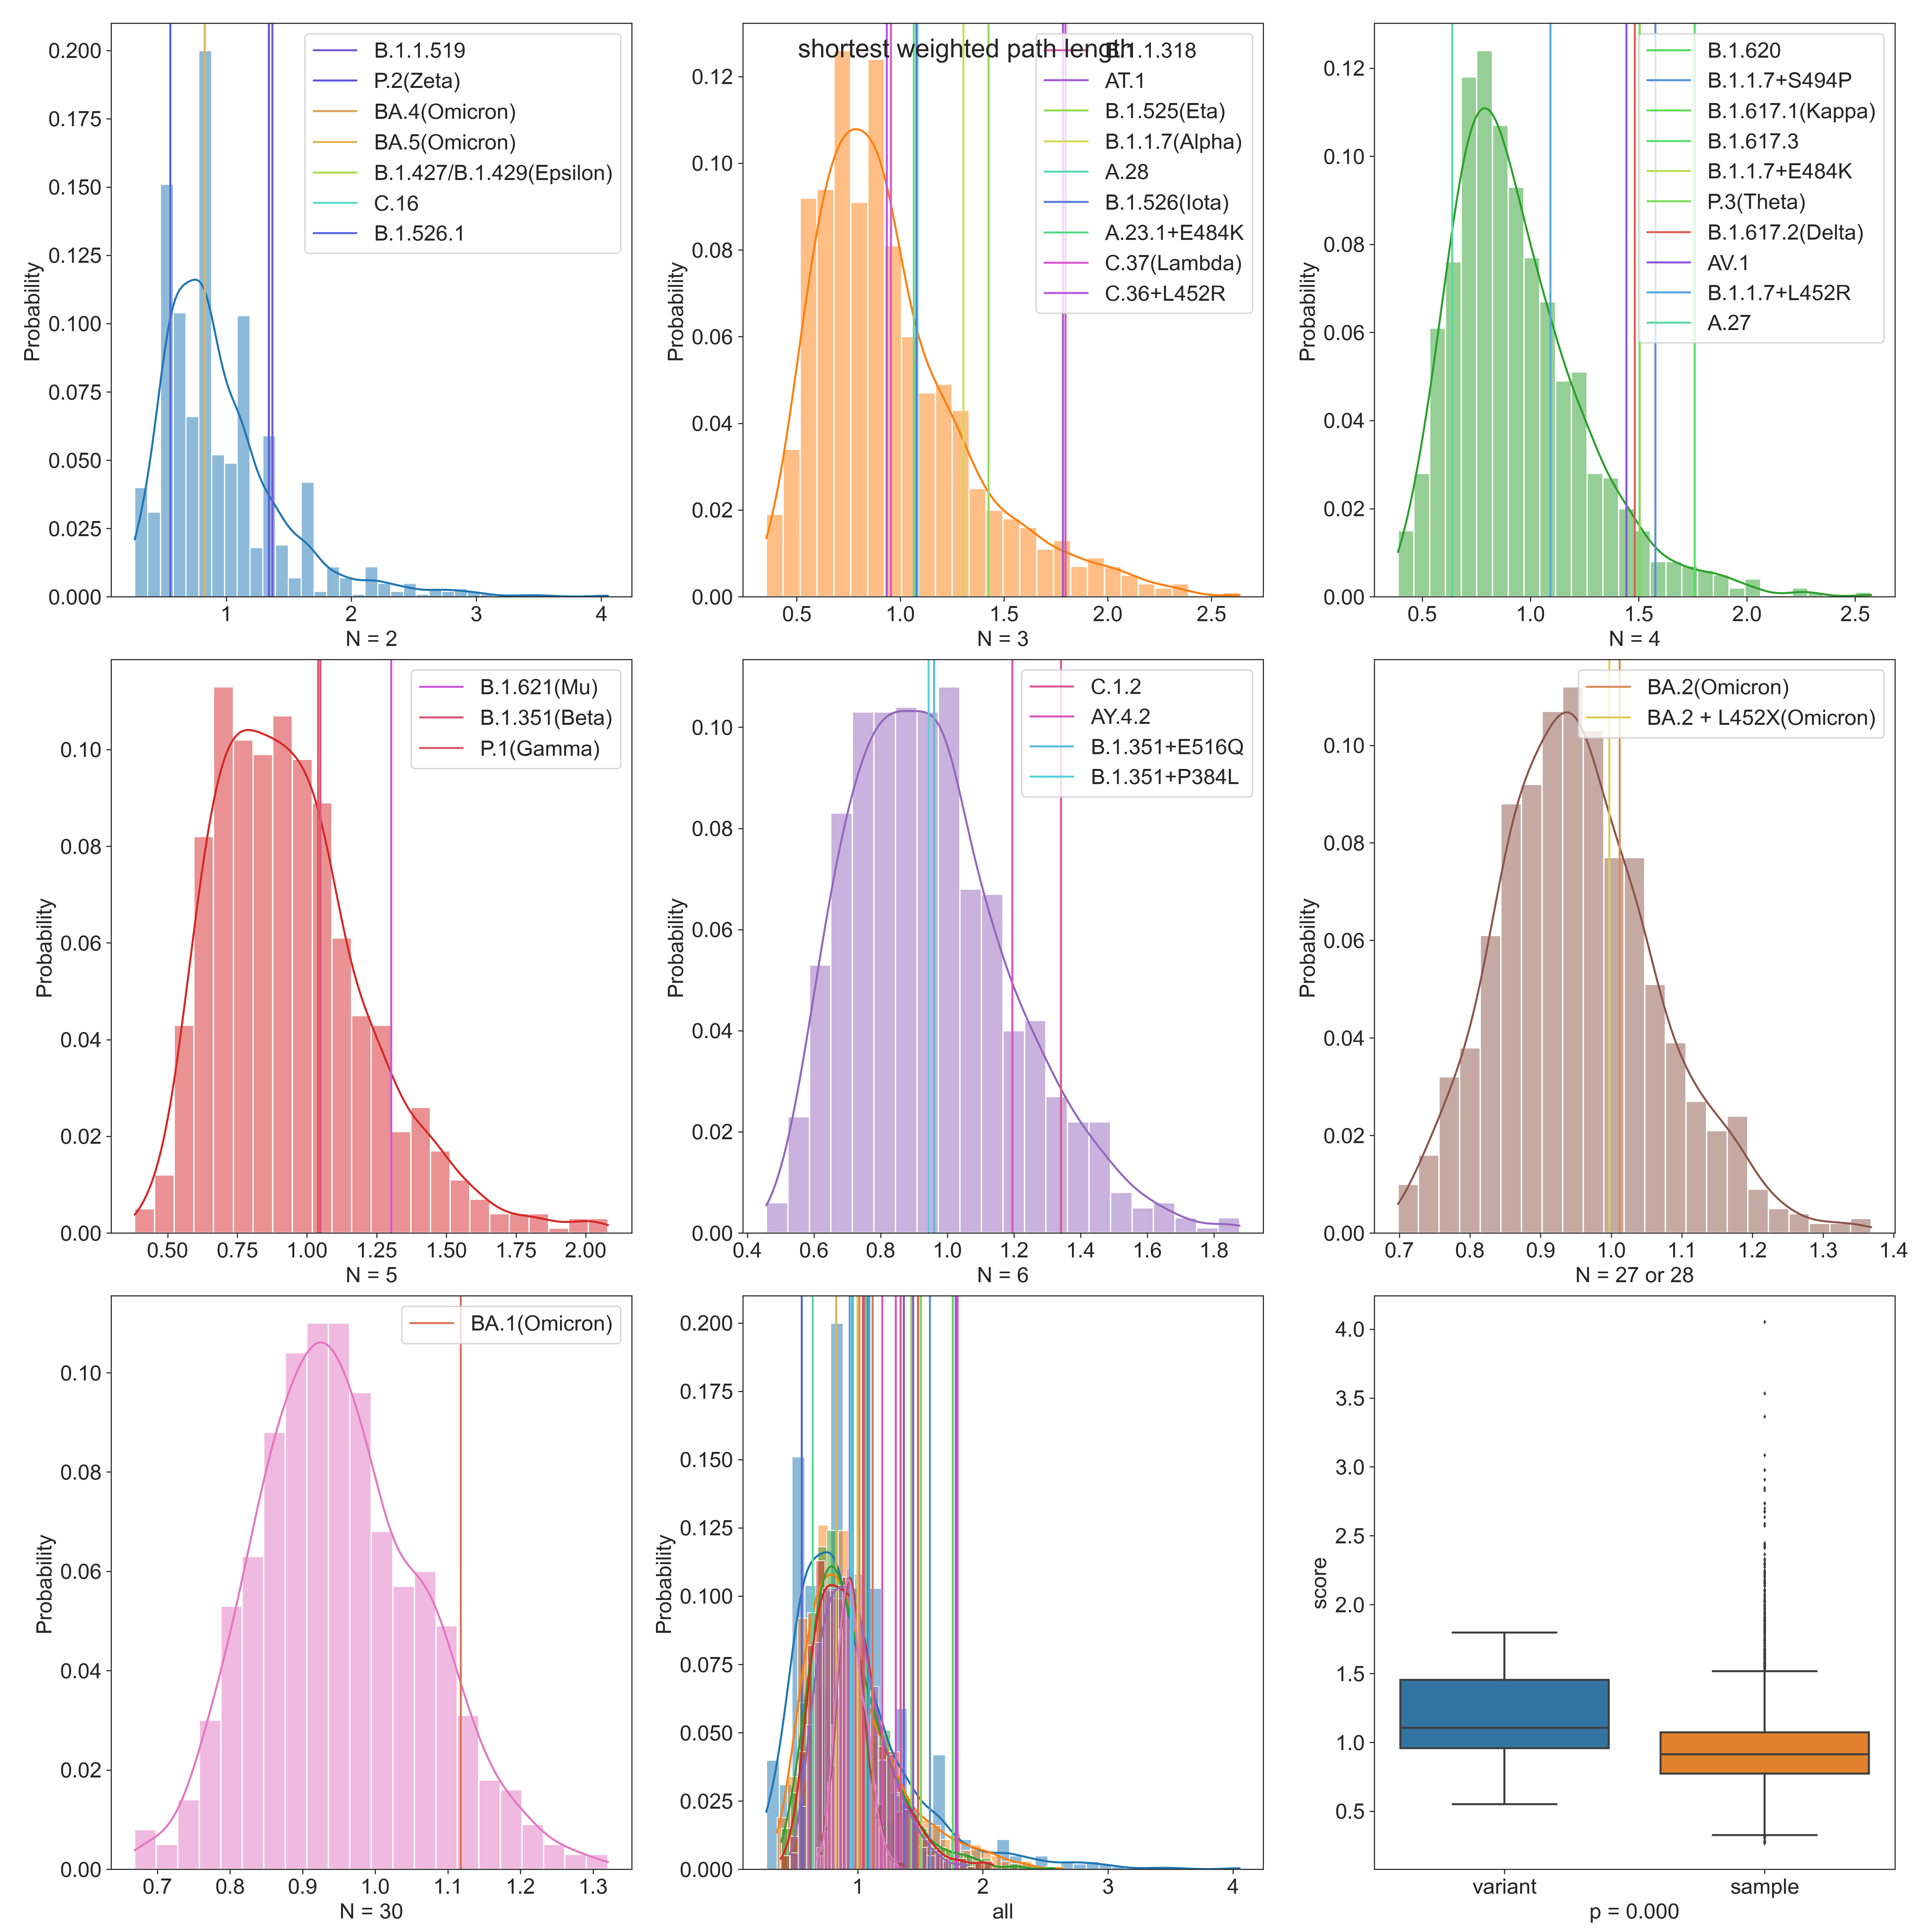 shortest weighted path length
0.200
0.175
0.150
0.125
0.100
0.075
0.050
0.025
0.000
Probability
B.1.1.519
P.2(Zeta)
BA.4(Omicron)
BA.5(Omicron)
B.1.427/B.1.429(Epsilon)
C.16
B.1.526.1
1 2 3 4
N = 2
0.12
0.10
0.08
0.06
0.04
0.02
0.00
Probability
B.1.1.318
AT.1
B.1.525(Eta)
B.1.1.7(Alpha)
A.28
B.1.526(Iota)
A.23.1+E484K
C.37(Lambda)
C.36+L452R
0.5 1.0 1.5 2.0 2.5
N = 3
0.12
0.10
0.08
0.06
0.04
0.02
0.00
Probability
B.1.620
B.1.1.7+S494P
B.1.617.1(Kappa)
B.1.617.3
B.1.1.7+E484K
P.3(Theta)
B.1.617.2(Delta)
AV.1
B.1.1.7+L452R
A.27
0.5 1.0 1.5 2.0 2.5
N = 4
0.10
0.08
0.06
0.04
0.02
0.00
Probability
B.1.621(Mu)
B.1.351(Beta)
P.1(Gamma)
0.50 0.75 1.00 1.25 1.50 1.75 2.00
N = 5
0.10
0.08
0.06
0.04
0.02
0.00
Probability
C.1.2
AY.4.2
B.1.351+E516Q
B.1.351+P384L
0.4 0.6 0.8 1.0 1.2 1.4 1.6 1.8
N = 6
0.10
0.08
0.06
0.04
0.02
0.00
Probability
BA.2(Omicron)
BA.2 + L452X(Omicron)
0.7 0.8 0.9 1.0 1.1 1.2 1.3 1.4
N = 27 or 28
0.10
0.08
0.06
0.04
0.02
0.00
Probability
BA.1(Omicron)
0.7 0.8 0.9 1.0 1.1 1.2 1.3
N = 30
0.200
0.175
0.150
0.125
0.100
0.075
0.050
0.025
0.000
Probability
1 2 3 4
all
4.0
3.5
3.0
2.5
2.0
1.5
1.0
0.5
score
variant sample
p = 0.000